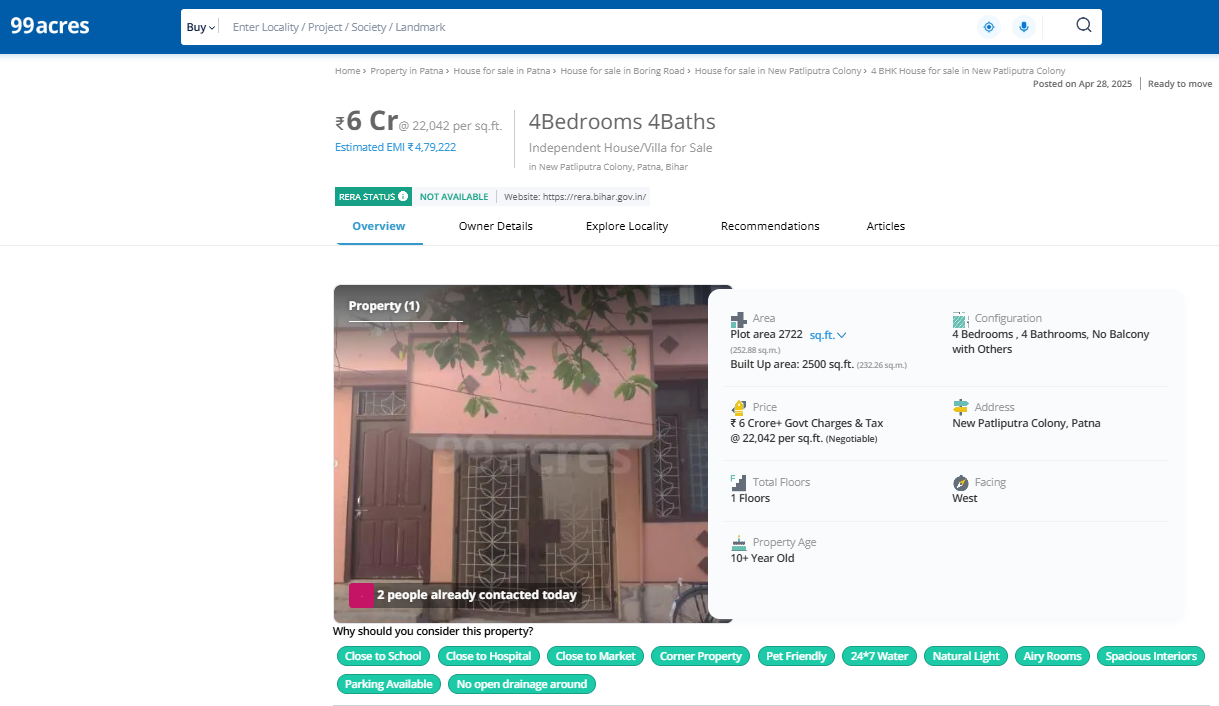 99acres
Buy
Enter Locality / Project / Society / Landmark
Home › Property in Patna › House for sale in Patna › House for sale in Boring Road › House for sale in New Patliputra Colony › 4 BHK House for sale in New Patliputra Colony
Posted on Apr 28, 2025 | Ready to move
₹6 Cr @ 22,042 per sq.ft.
Estimated EMI ₹4,79,222
4Bedrooms 4Baths
Independent House/Villa for Sale
in New Patliputra Colony, Patna, Bihar
RERA STATUS NOT AVAILABLE | Website: https://rera.bihar.gov.in/
Overview Owner Details Explore Locality Recommendations Articles
Property (1)
99acres
2 people already contacted today
Area
Plot area 2722 sq.ft.
(252.88 sq.m.)
Built Up area: 2500 sq.ft. (232.26 sq.m.)
Configuration
4 Bedrooms , 4 Bathrooms, No Balcony
with Others
Price
₹ 6 Crore+ Govt Charges & Tax
@ 22,042 per sq.ft. (Negotiable)
Address
New Patliputra Colony, Patna
Total Floors
1 Floors
Facing
West
Property Age
10+ Year Old
Why should you consider this property?
Close to School Close to Hospital Close to Market Corner Property Pet Friendly 24*7 Water Natural Light Airy Rooms Spacious Interiors
Parking Available No open drainage around